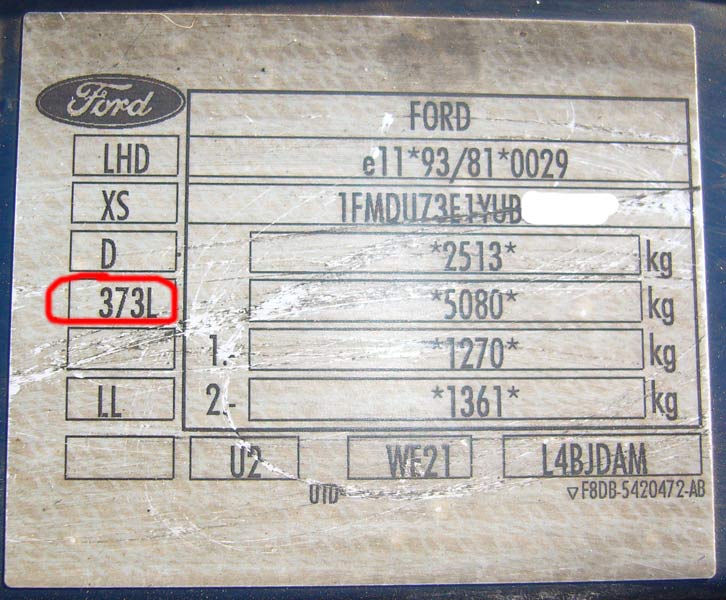 Ford
FORD
LHD
e11*93/81*0029
XS
1FMDUZ3E1YUB
D
*2513* kg
373L
*5080* kg
1.- *1270* kg
LL
2.- *1361* kg
U2 WE21 L4BJDAM
UTD
▽F8DB-5420472-AB